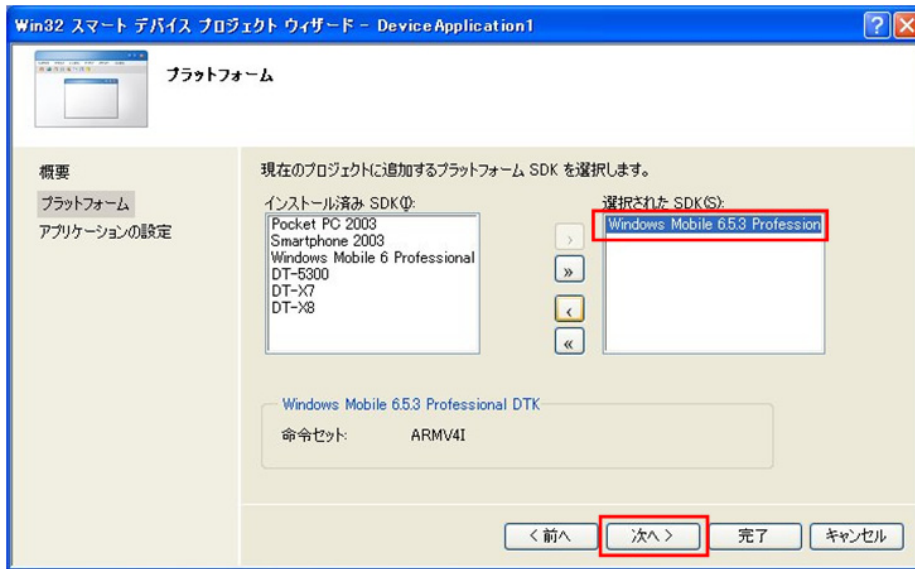 Win32 スマート デバイス プロジェクト ウィザード - DeviceApplication1
プラットフォーム
概要
プラットフォーム
アプリケーションの設定
現在のプロジェクトに追加するプラットフォーム SDK を選択します。
インストール済み SDK(I):
Pocket PC 2003
Smartphone 2003
Windows Mobile 6 Professional
DT-5300
DT-X7
DT-X8
>
»
<
«
選択された SDK(S):
Windows Mobile 6.5.3 Profession
Windows Mobile 6.5.3 Professional DTK
命令セット: ARMV4I
< 前へ
次へ >
完了
キャンセル